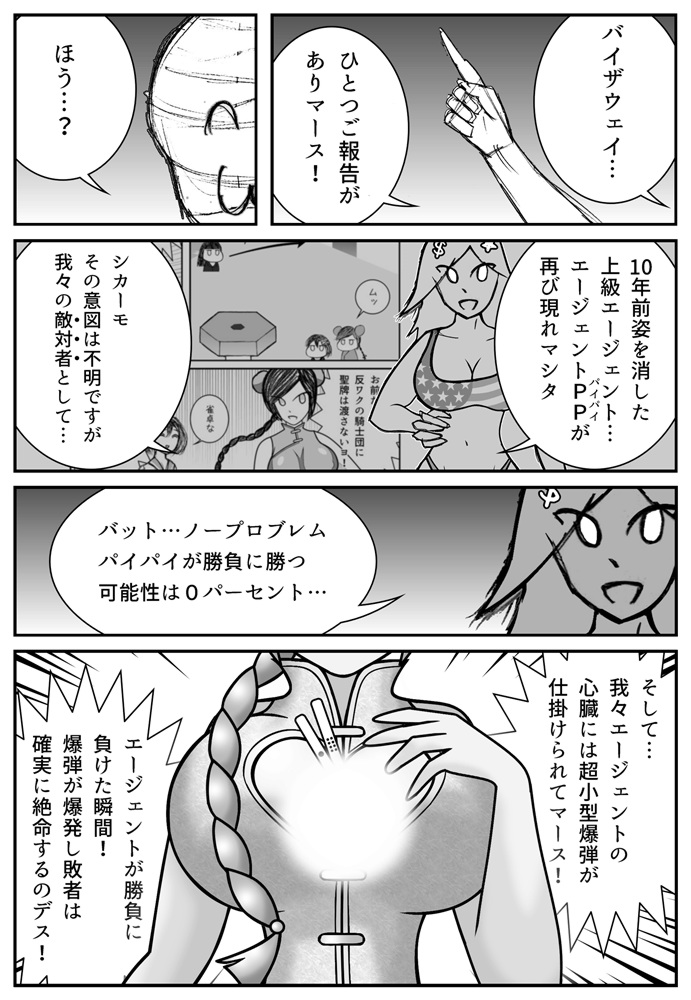 バイザウェイ…
ひとつご報告が
ありマース！
ほう…？
10年前姿を消した
上級エージェント…
エージェントＰＰが
パイパイ
再び現れマシタ
ムッ
お前た
反ワクの騎士団に
聖牌は渡さないョ！
雀卓な
シカーモ
その意図は不明ですが
我々の敵対者として…
バット…ノープロブレム
パイパイが勝負に勝つ
可能性は０パーセント…
そして…
我々エージェントの
心臓には超小型爆弾が
仕掛けられてマース！
エージェントが勝負に
負けた瞬間！
爆弾が爆発し敗者は
確実に絶命するのデス！